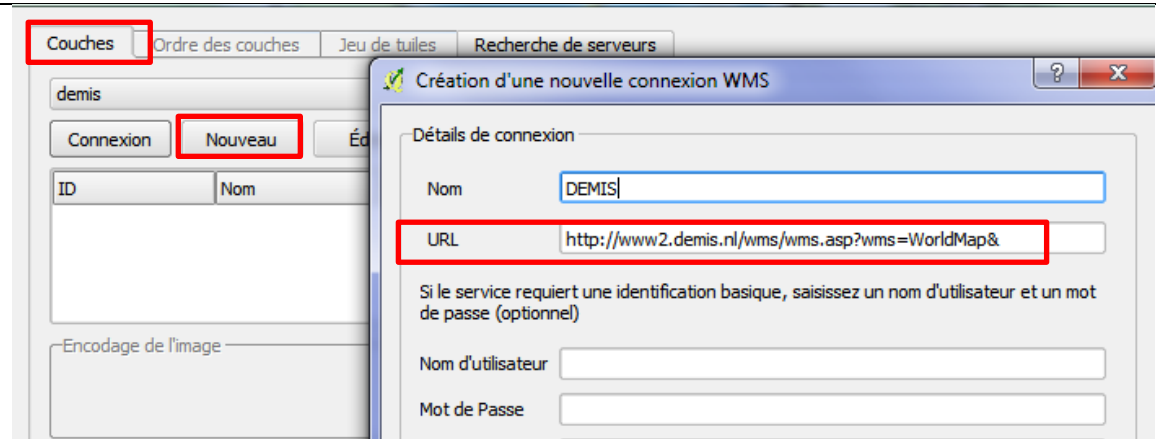 Couches Ordre des couches Jeu de tuiles Recherche de serveurs
demis
Connexion Nouveau Éd
ID Nom
Encodage de l'image
Création d'une nouvelle connexion WMS
Détails de connexion
Nom DEMIS
URL http://www2.demis.nl/wms/wms.asp?wms=WorldMap&
Si le service requiert une identification basique, saisissez un nom d'utilisateur et un mot
de passe (optionnel)
Nom d'utilisateur
Mot de Passe